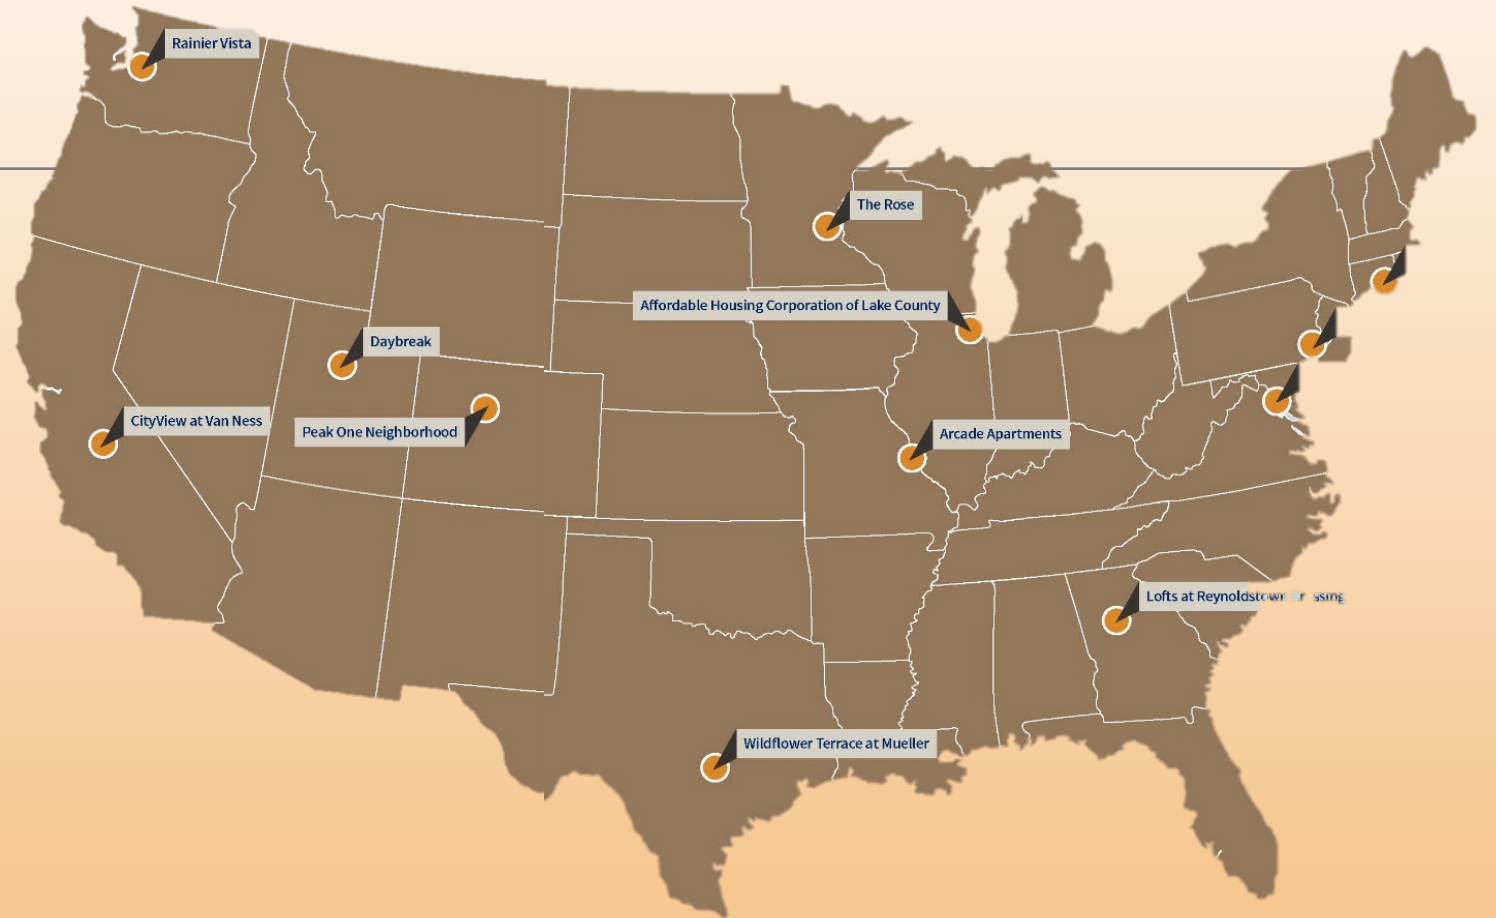 Rainier Vista
The Rose
Affordable Housing Corporation of Lake County
Daybreak
CityView at Van Ness
Peak One Neighborhood
Arcade Apartments
Lofts at Reynoldstown
Wildflower Terrace at Mueller